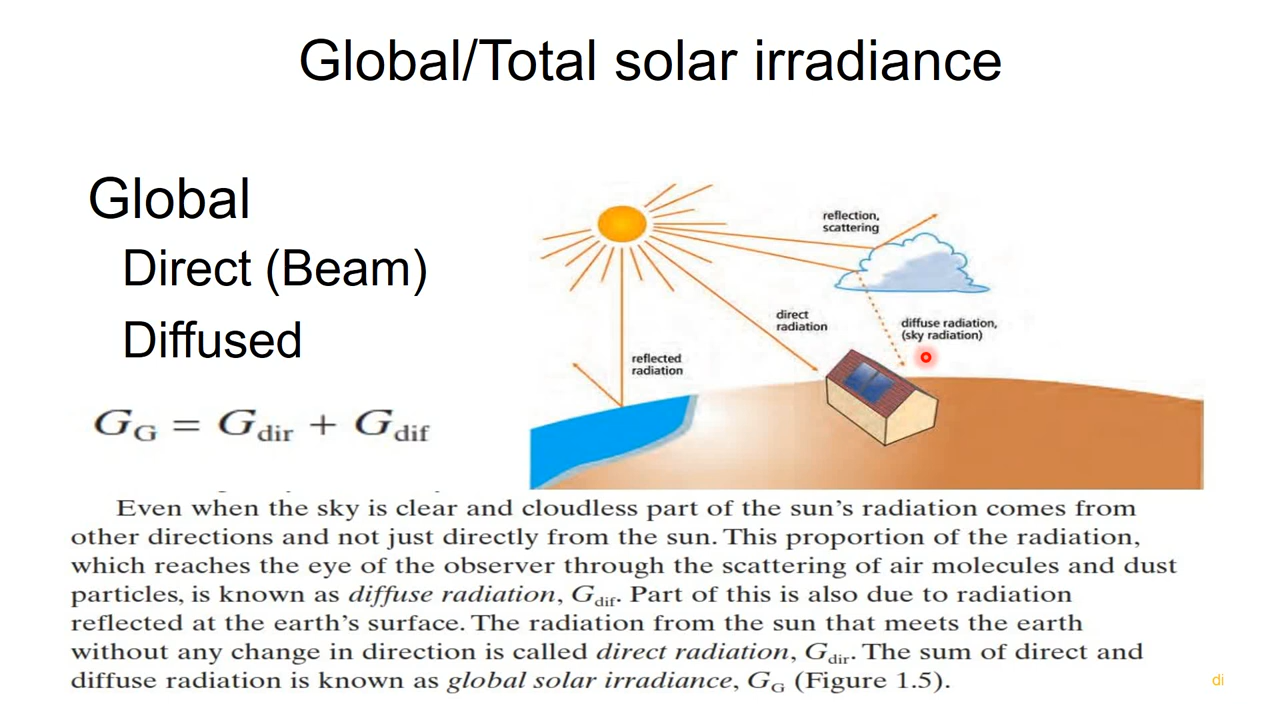 Global/Total solar irradiance
Global
Direct (Beam)
Diffused
G_G = G_dir + G_dif
reflection,
scattering
direct
radiation
diffuse radiation,
(sky radiation)
reflected
radiation
Even when the sky is clear and cloudless part of the sun's radiation comes from
other directions and not just directly from the sun. This proportion of the radiation,
which reaches the eye of the observer through the scattering of air molecules and dust
particles, is known as diffuse radiation, G_dif. Part of this is also due to radiation
reflected at the earth's surface. The radiation from the sun that meets the earth
without any change in direction is called direct radiation, G_dir. The sum of direct and
diffuse radiation is known as global solar irradiance, G_G (Figure 1.5).
di